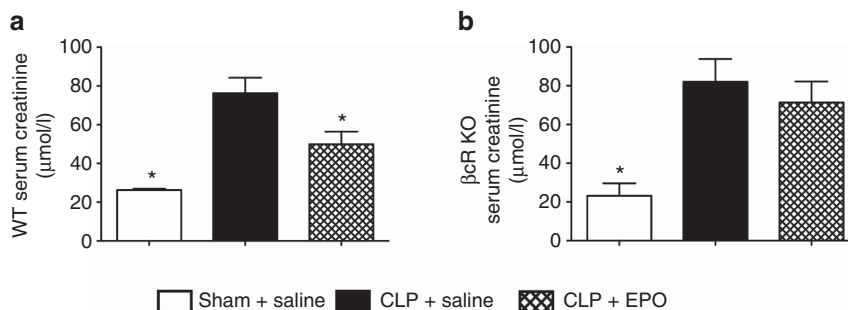 a
WT serum creatinine
(μmol/l)
100
80
60
40
20
0
*
*
b
βcR KO
serum creatinine
(μmol/l)
100
80
60
40
20
0
*
Sham + saline
CLP + saline
CLP + EPO